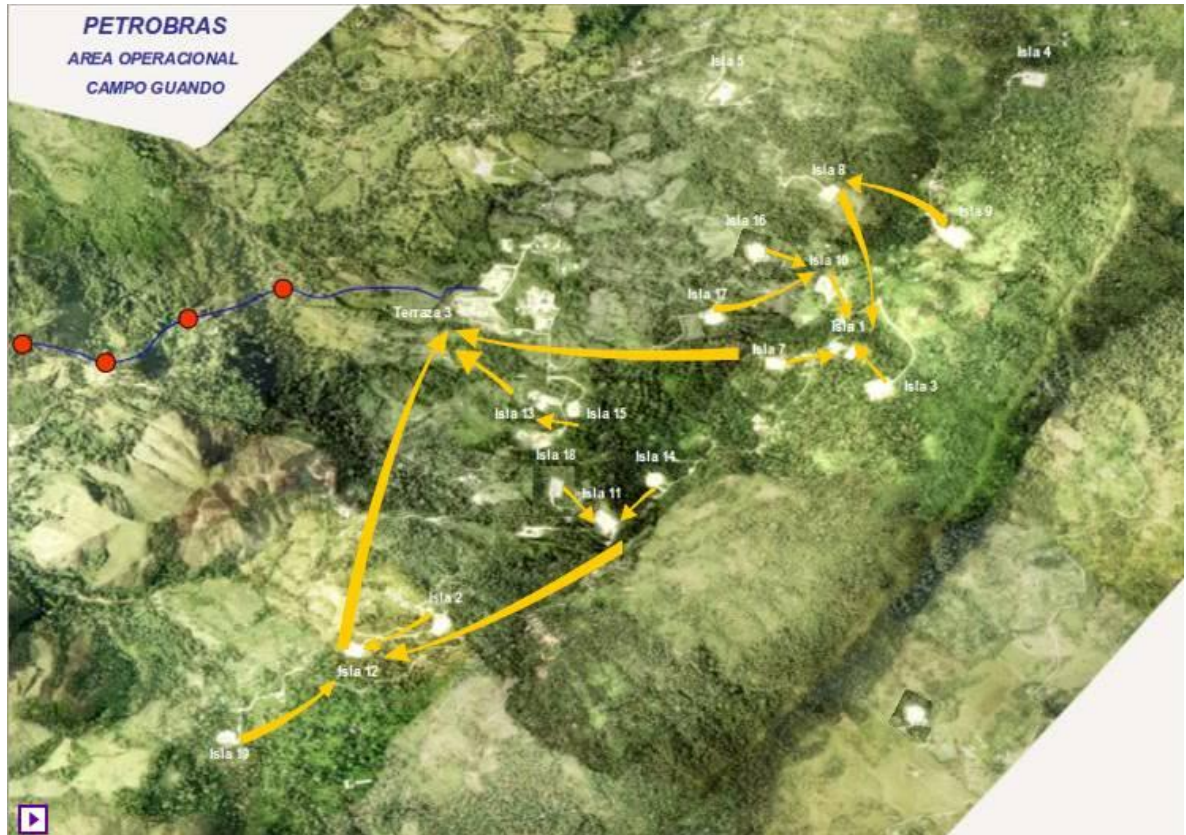 PETROBRAS
AREA OPERACIONAL
CAMPO GUANDO
Isla 4
Isla 5
Isla 8
Isla 9
Isla 16
Isla 10
Isla 17
Terraza 3
Isla 1
Isla 7
Isla 3
Isla 13
Isla 15
Isla 18
Isla 14
Isla 11
Isla 2
Isla 12
Isla 19